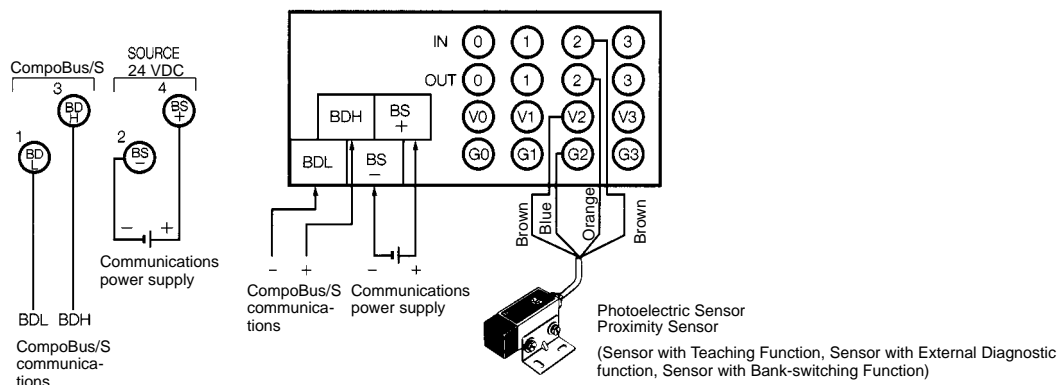 CompoBus/S
SOURCE
24 VDC
3
4
BD
H
BS
+
1
2
BD
L
BS
−
− +
Communications
power supply
BDL BDH
CompoBus/S
communica-
tions
IN 0 1 2 3
OUT 0 1 2 3
V0 V1 V2 V3
G0 G1 G2 G3
BDH
BS
+
BDL
BS
−
Brown
Blue
Orange
Brown
− +
− +
CompoBus/S
communica-
tions
Communications
power supply
Photoelectric Sensor
Proximity Sensor
(Sensor with Teaching Function, Sensor with External Diagnostic
function, Sensor with Bank-switching Function)